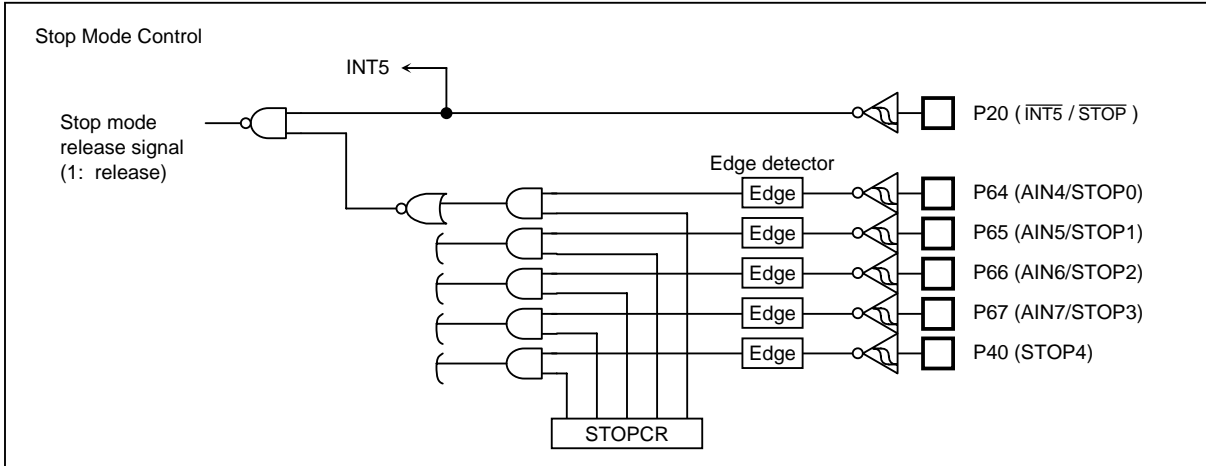 Stop Mode Control
INT5
P20 (INT5 / STOP )
Stop mode
release signal
(1: release)
Edge detector
Edge
P64 (AIN4/STOP0)
Edge
P65 (AIN5/STOP1)
Edge
P66 (AIN6/STOP2)
Edge
P67 (AIN7/STOP3)
Edge
P40 (STOP4)
STOPCR